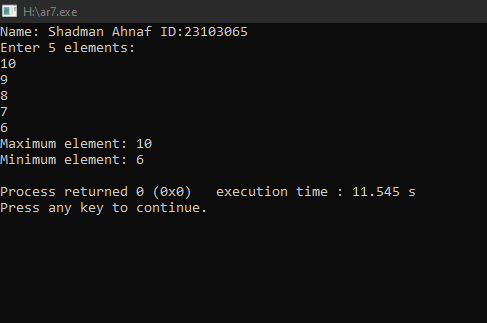 H:\ar7.exe
Name: Shadman Ahnaf ID:23103065
Enter 5 elements:
10
9
8
7
6
Maximum element: 10
Minimum element: 6
Process returned 0 (0x0)   execution time : 11.545 s
Press any key to continue.